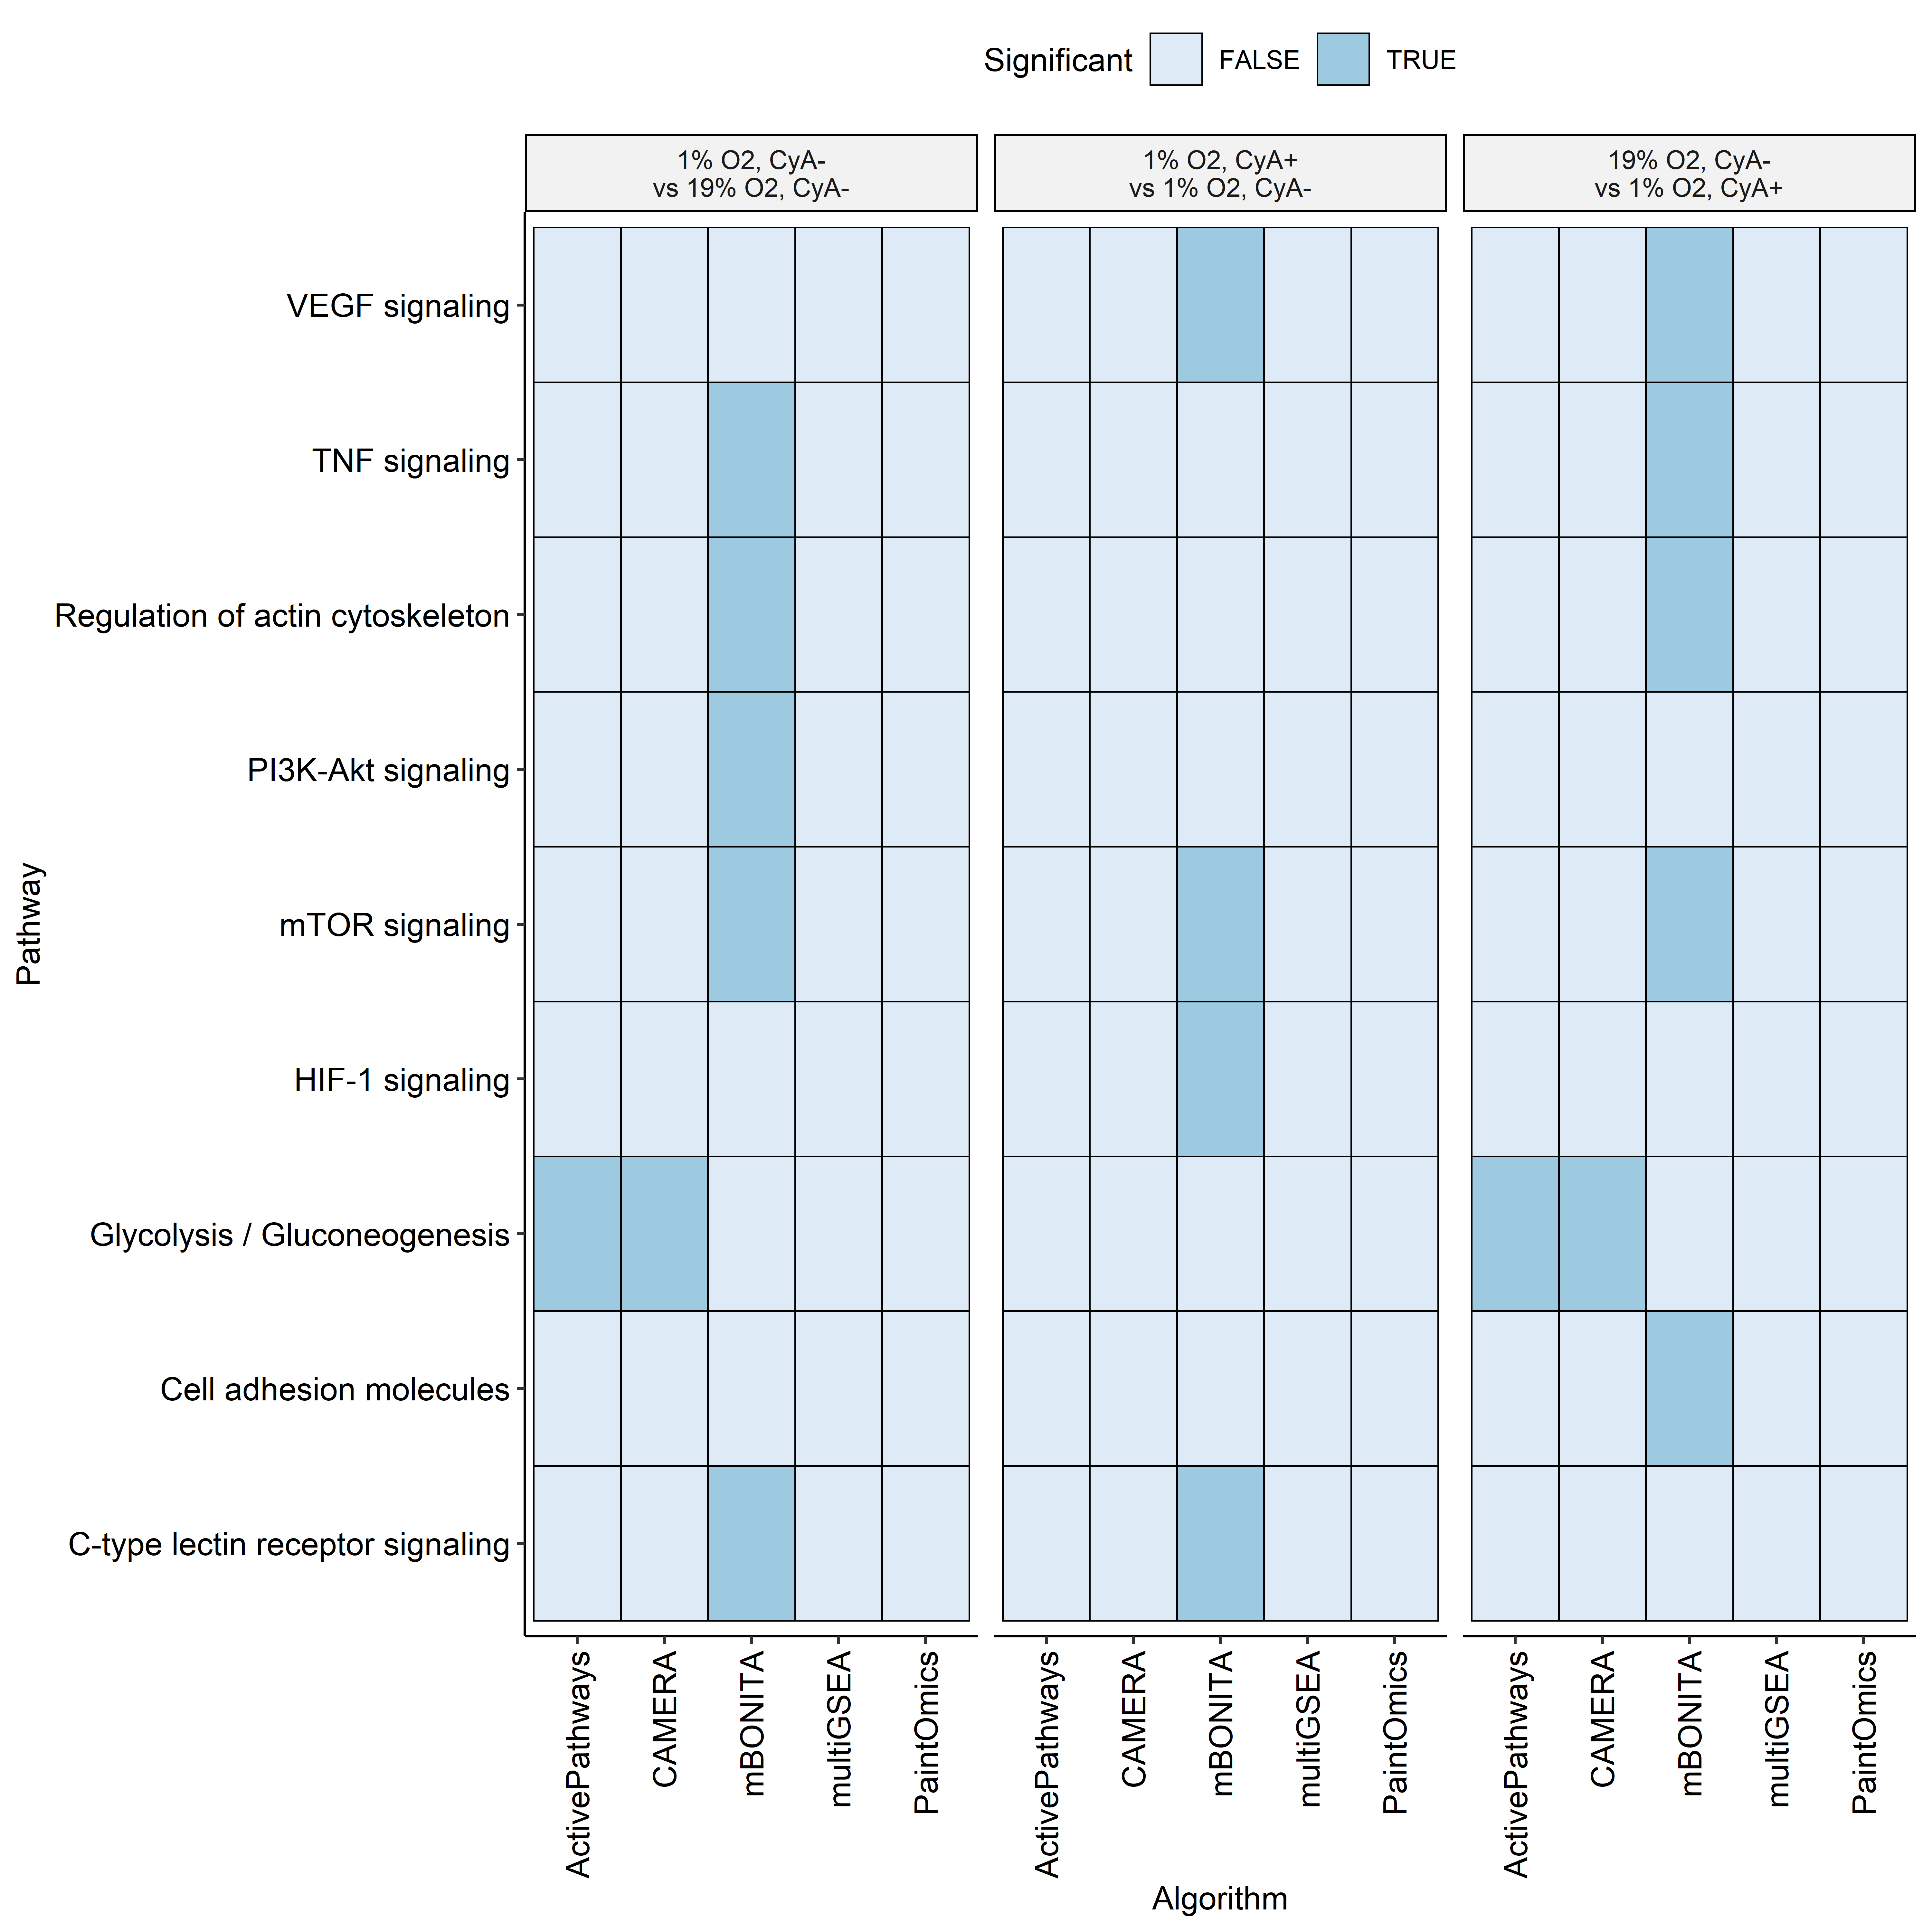 Significant FALSE TRUE
1% O2, CyA-
vs 19% O2, CyA-
1% O2, CyA+
vs 1% O2, CyA-
19% O2, CyA-
vs 1% O2, CyA+
Pathway
VEGF signaling
TNF signaling
Regulation of actin cytoskeleton
PI3K-Akt signaling
mTOR signaling
HIF-1 signaling
Glycolysis / Gluconeogenesis
Cell adhesion molecules
C-type lectin receptor signaling
ActivePathways
CAMERA
mBONITA
multiGSEA
PaintOmics
ActivePathways
CAMERA
mBONITA
multiGSEA
PaintOmics
ActivePathways
CAMERA
mBONITA
multiGSEA
PaintOmics
Algorithm